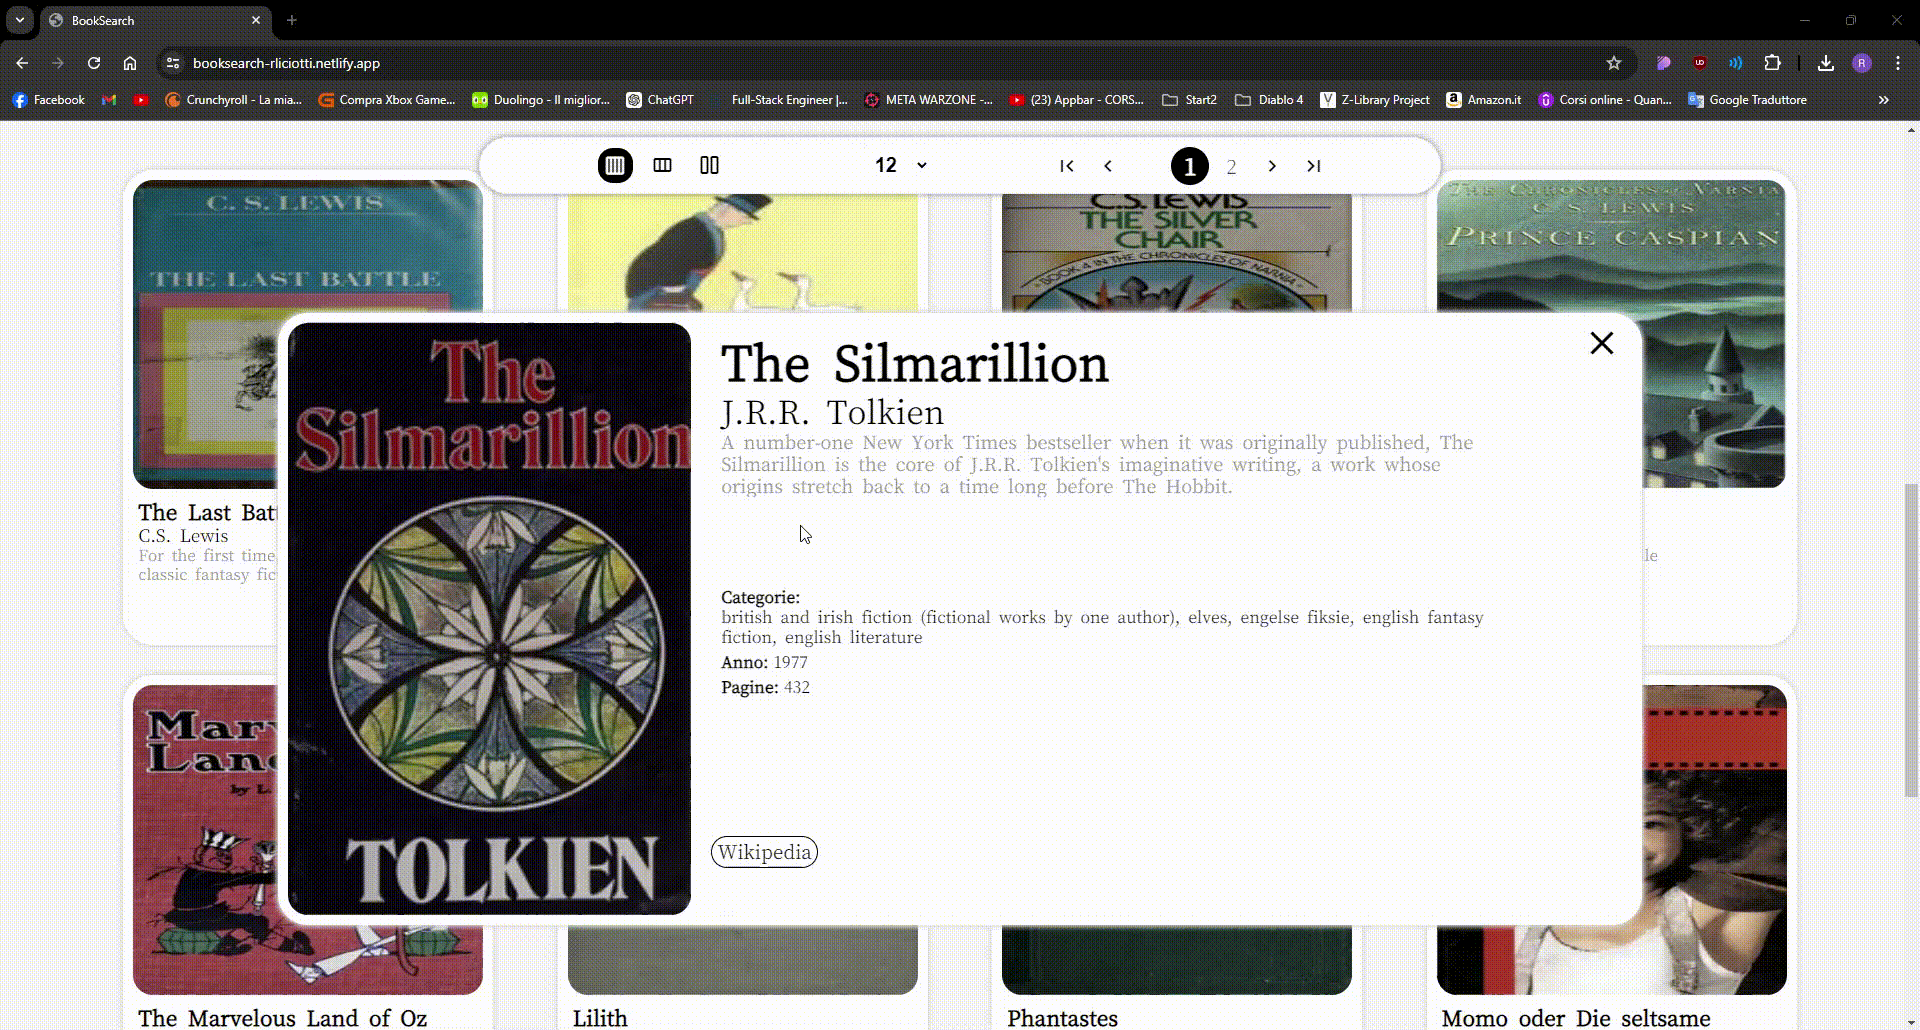 BookSearch
booksearch-rliciotti.netlify.app
R
Facebook
Crunchyroll - La mia...
Compra Xbox Game...
Duolingo - Il miglior...
ChatGPT
Full-Stack Engineer |...
META WARZONE -...
(23) Appbar - CORS...
Start2
Diablo 4
Z-Library Project
Amazon.it
Corsi online - Quan...
Google Traduttore
12
1
2
C. S. LEWIS
THE LAST BATTLE
C.S. LEWIS
THE SILVER
CHAIR
BOOK 4 IN THE CHRONICLES OF NARNIA
THE CHRONICLES of NARNIA
C. S. LEWIS
PRINCE CASPIAN
The Last Bat
C.S. Lewis
For the first time
classic fantasy fic
le
The
Silmarillion
TOLKIEN
The Silmarillion
J.R.R. Tolkien
A number-one New York Times bestseller when it was originally published, The
Silmarillion is the core of J.R.R. Tolkien's imaginative writing, a work whose
origins stretch back to a time long before The Hobbit.
Categorie:
british and irish fiction (fictional works by one author), elves, engelse fiksie, english fantasy
fiction, english literature
Anno: 1977
Pagine: 432
Wikipedia
Mar
Lan
by L.
The Marvelous Land of Oz
Lilith
Phantastes
Momo oder Die seltsame